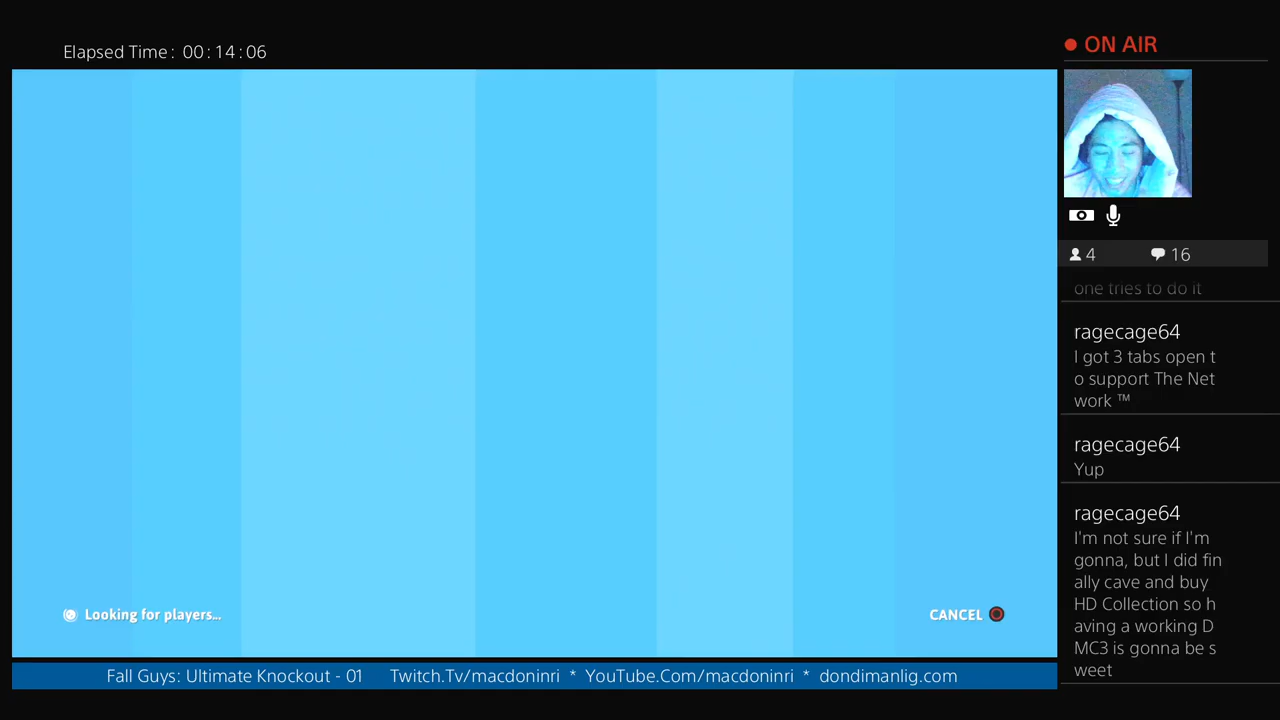 Elapsed Time: 00:14:06
ON AIR
4
16
one tries to do it
ragecage64
I got 3 tabs open t
o support The Net
work ™
ragecage64
Yup
ragecage64
I'm not sure if I'm
gonna, but I did fin
ally cave and buy
HD Collection so h
aving a working D
MC3 is gonna be s
weet
Looking for players...
CANCEL
Fall Guys: Ultimate Knockout - 01 Twitch.Tv/macdoninri * YouTube.Com/macdoninri * dondimanlig.com